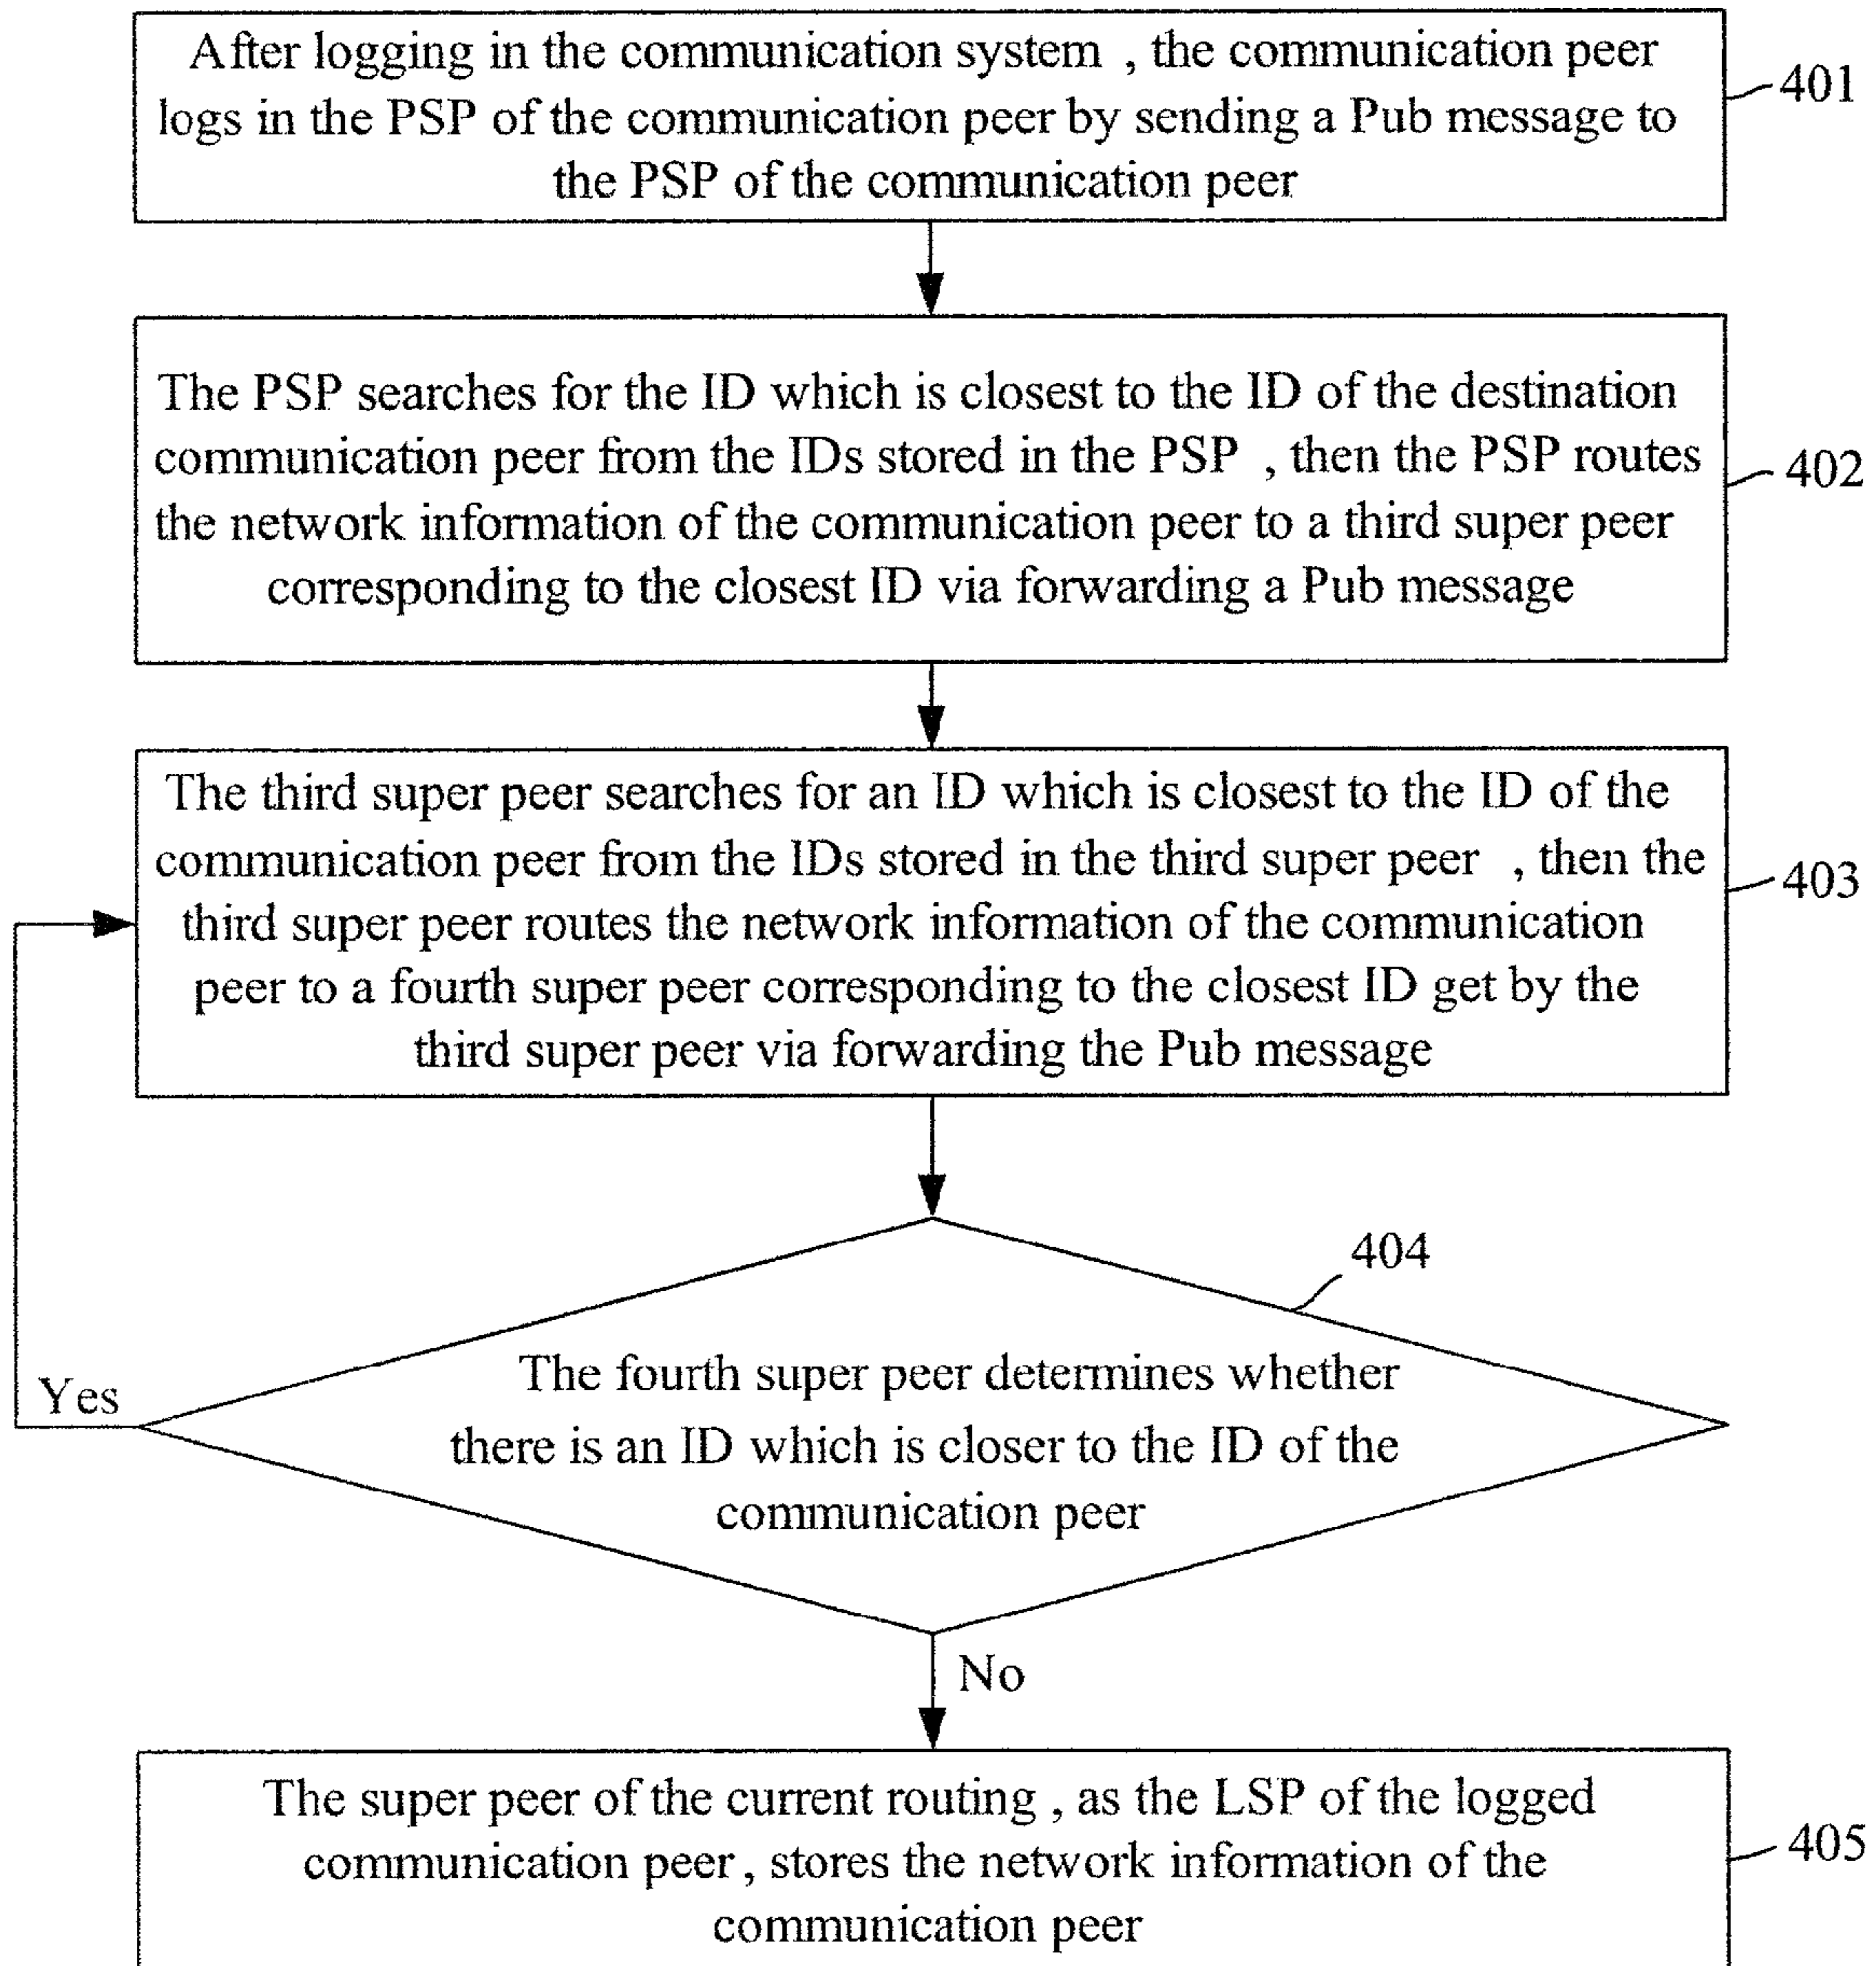 After logging in the communication system , the communication peer
logs in the PSP of the communication peer by sending a Pub message to
the PSP of the communication peer
401
The PSP searches for the ID which is closest to the ID of the destination
communication peer from the IDs stored in the PSP , then the PSP routes
the network information of the communication peer to a third super peer
corresponding to the closest ID via forwarding a Pub message
402
The third super peer searches for an ID which is closest to the ID of the
communication peer from the IDs stored in the third super peer , then the
third super peer routes the network information of the communication
peer to a fourth super peer corresponding to the closest ID get by the
third super peer via forwarding the Pub message
403
404
The fourth super peer determines whether
there is an ID which is closer to the ID of the
communication peer
Yes
No
The super peer of the current routing , as the LSP of the logged
communication peer , stores the network information of the
communication peer
405